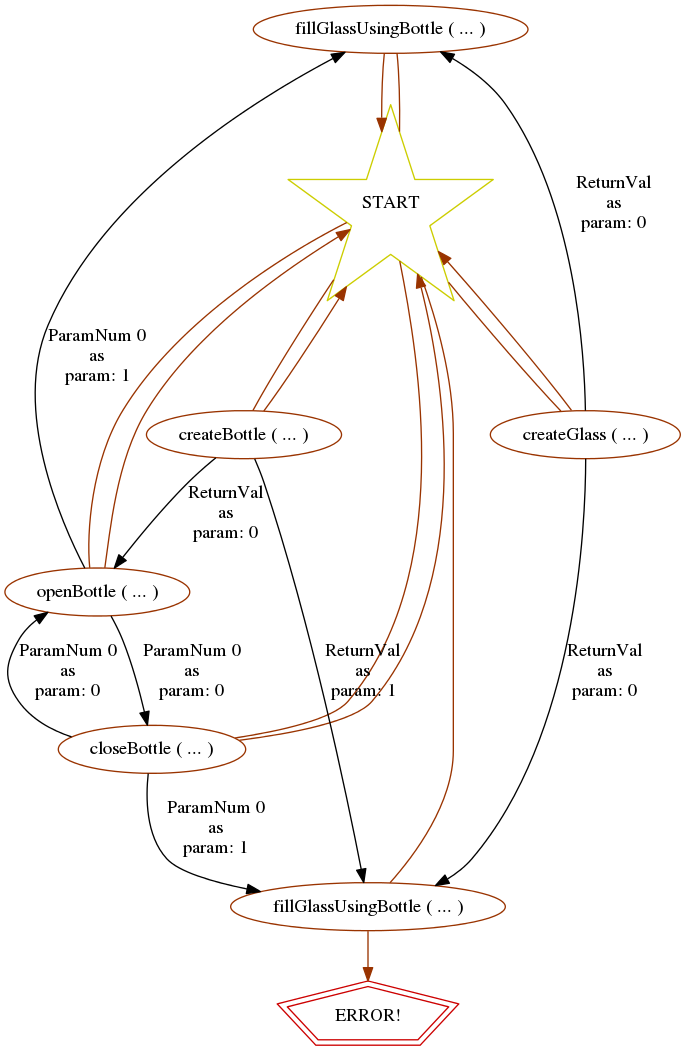 fillGlassUsingBottle ( ... )
START
ReturnVal
as
param: 0
ParamNum 0
as
param: 1
createBottle ( ... )
createGlass ( ... )
ReturnVal
as
param: 0
openBottle ( ... )
ParamNum 0
as
param: 0
ParamNum 0
as
param: 0
ReturnVal
as
param: 1
ReturnVal
as
param: 0
closeBottle ( ... )
ParamNum 0
as
param: 1
fillGlassUsingBottle ( ... )
ERROR!